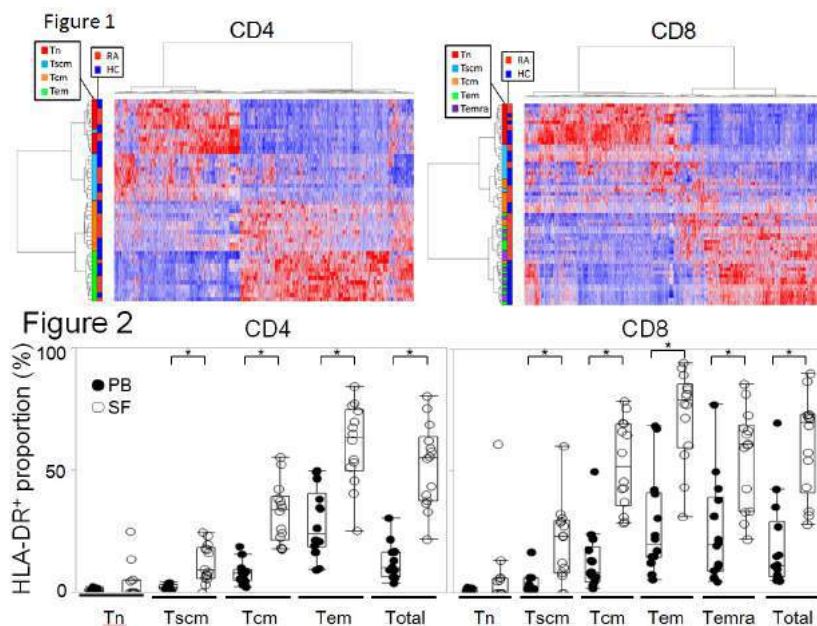 Figure 1
CD4
CD8
Tn
Tscm
Tcm
Tem
RA
HC
Tn
Tscm
Tcm
Tem
Temra
RA
HC
Figure 2
CD4
CD8
HLA-DR⁺ proportion (%)
100
50
0
PB
SF
* * * *
* * * * *
Tn Tscm Tcm Tem Total
Tn Tscm Tcm Tem Temra Total